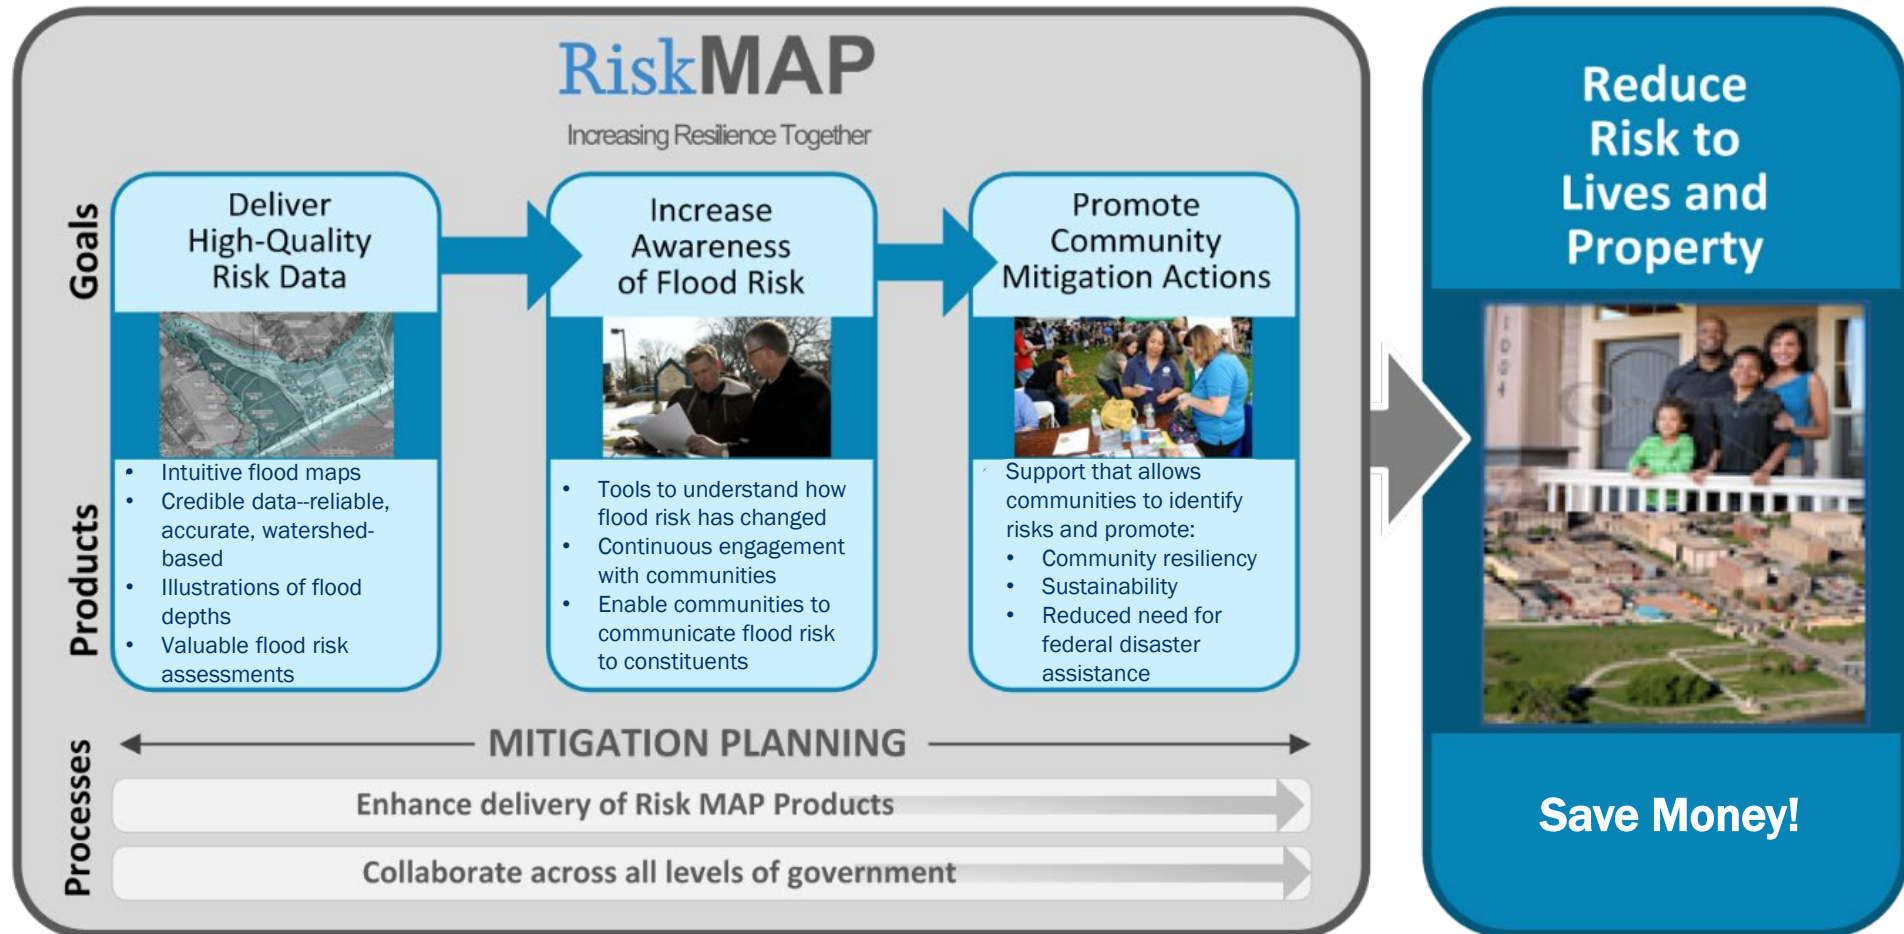 RiskMAP
Increasing Resilience Together
Goals
Deliver
High-Quality
Risk Data
Increase
Awareness
of Flood Risk
Promote
Community
Mitigation Actions
Products
• Intuitive flood maps
• Credible data--reliable,
accurate, watershed-
based
• Illustrations of flood
depths
• Valuable flood risk
assessments
• Tools to understand how
flood risk has changed
• Continuous engagement
with communities
• Enable communities to
communicate flood risk
to constituents
Support that allows
communities to identify
risks and promote:
• Community resiliency
• Sustainability
• Reduced need for
federal disaster
assistance
Processes
MITIGATION PLANNING
Enhance delivery of Risk MAP Products
Collaborate across all levels of government
Reduce
Risk to
Lives and
Property
1004
Save Money!